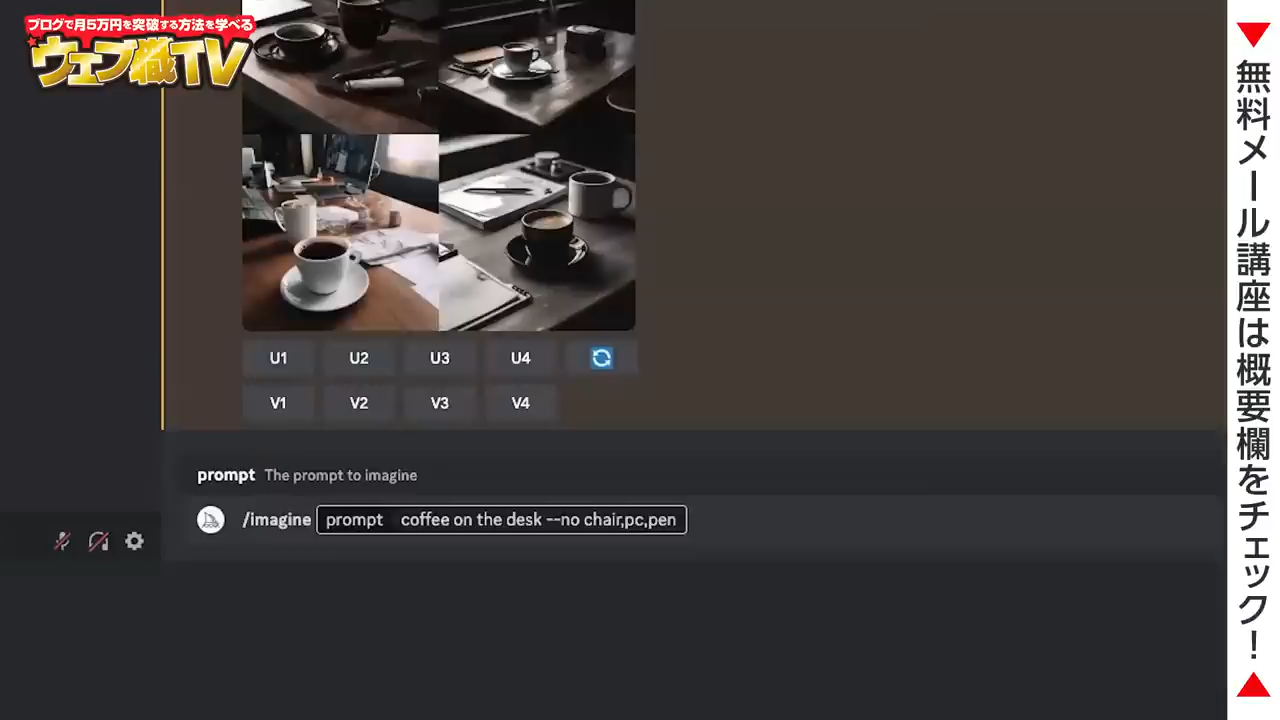 ブログで月5万円を突破する方法を学べる
ウェブ職TV
U1 U2 U3 U4
V1 V2 V3 V4
prompt The prompt to imagine
/imagine prompt coffee on the desk --no chair,pc,pen
無料メール講座は概要欄をチェック！